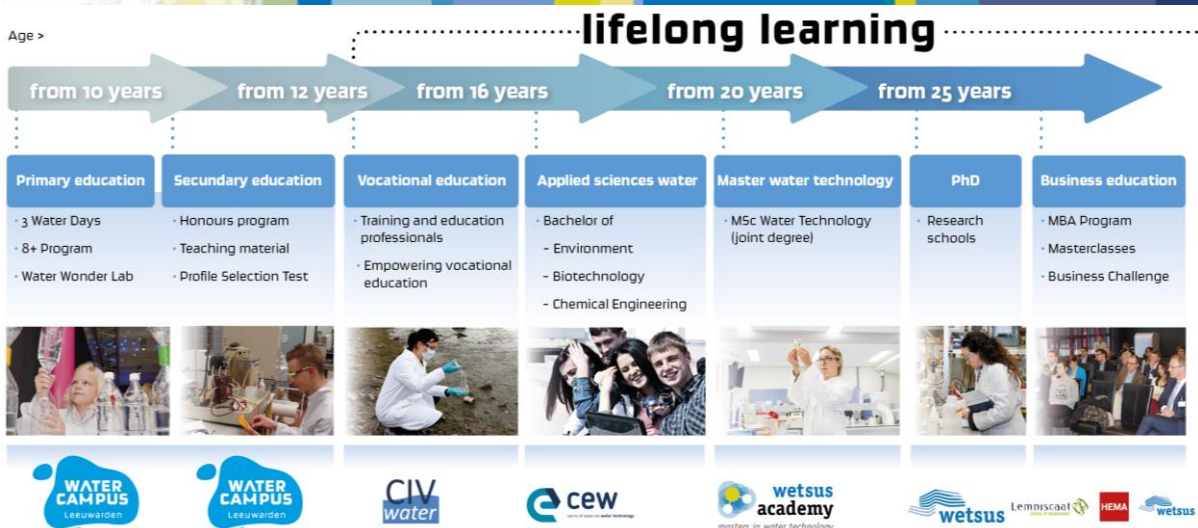 lifelong learning
Age >
from 10 years
from 12 years
from 16 years
from 20 years
from 25 years
Primary education
· 3 Water Days
· 8+ Program
· Water Wonder Lab
Secundary education
· Honours program
· Teaching material
· Profile Selection Test
Vocational education
· Training and education
professionals
· Empowering vocational
education
Applied sciences water
· Bachelor of
- Environment
- Biotechnology
- Chemical Engineering
Master water technology
· MSc Water Technology
(joint degree)
PhD
· Research
schools
Business education
· MBA Program
· Masterclasses
· Business Challenge
WATER
CAMPUS
Leeuwarden
WATER
CAMPUS
Leeuwarden
CIV
water
cew
wetsus
academy
masters in water technology
wetsus
Lemniscaat
HEMA
wetsus